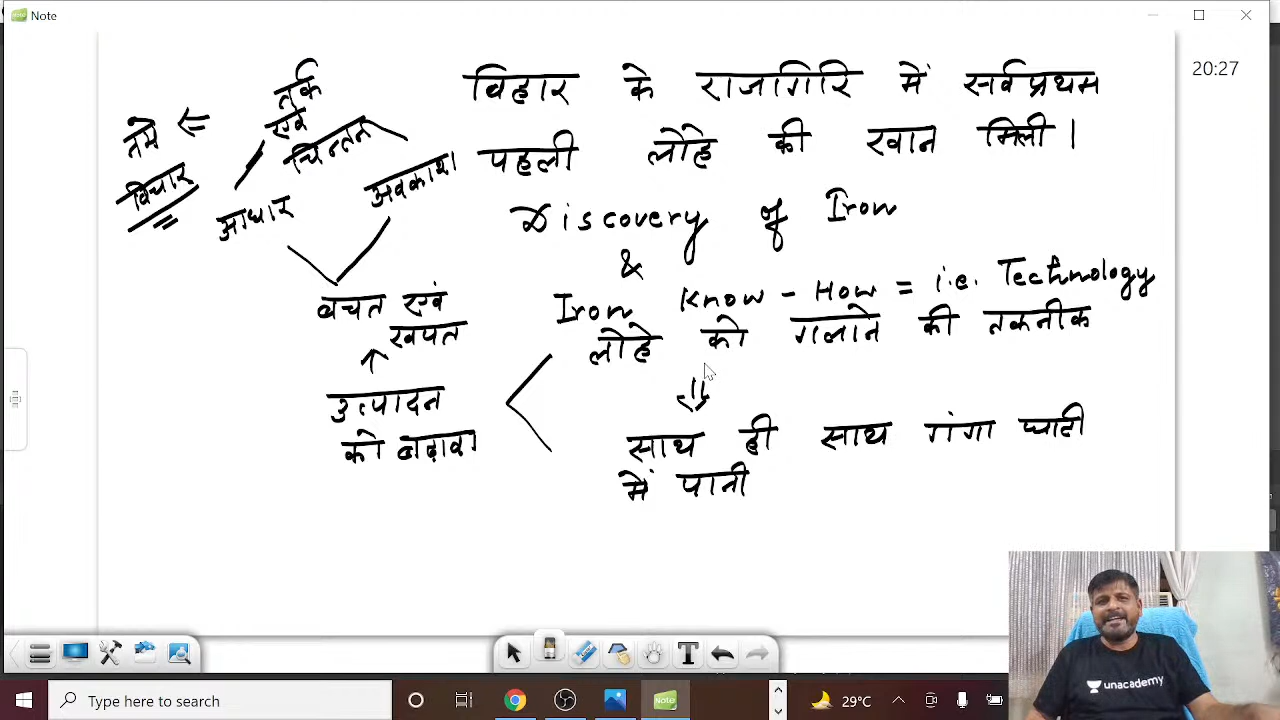 Note
20:27
बिहार के राजगिरि में सर्वप्रथम
पहली लोहे की खान मिली।
Discovery of Iron
&
Iron Know-How = i.e. Technology
लोहे को गलाने की तकनीक
साथ ही साथ गंगा घाटी
में पानी
तर्क
एवं
चिन्तन
नये
विचार
आधार
अवकाश
बचत एवं
खपत
उत्पादन
को बढ़ावा
unacademy
Type here to search
29°C